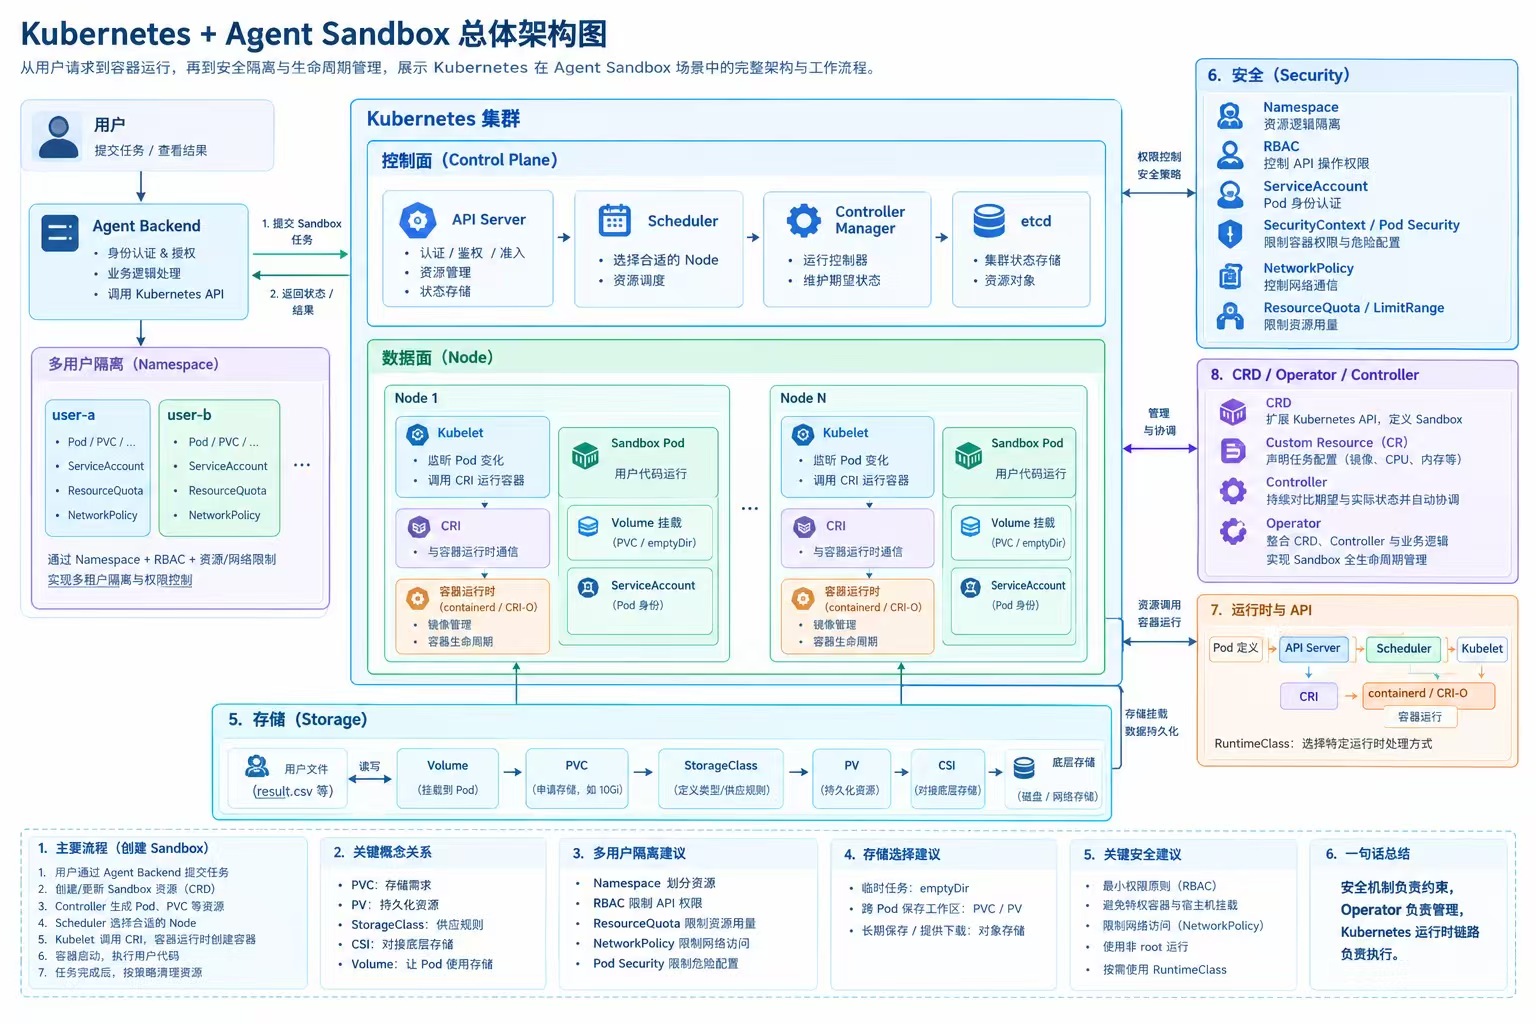 Kubernetes + Agent Sandbox 总体架构图
从用户请求到容器运行，再到安全隔离与生命周期管理，展示 Kubernetes 在 Agent Sandbox 场景中的完整架构与工作流程。
用户
提交任务 / 查看结果
Agent Backend
• 身份认证 & 授权
• 业务逻辑处理
• 调用 Kubernetes API
1. 提交 Sandbox
任务
2. 返回状态 /
结果
多用户隔离（Namespace）
user-a
• Pod / PVC / ...
• ServiceAccount
• ResourceQuota
• NetworkPolicy
user-b
• Pod / PVC / ...
• ServiceAccount
• ResourceQuota
• NetworkPolicy
...
通过 Namespace + RBAC + 资源/网络限制
实现多租户隔离与权限控制
Kubernetes 集群
控制面（Control Plane）
API Server
• 认证 / 鉴权 / 准入
• 资源管理
• 状态存储
Scheduler
• 选择合适的 Node
• 资源调度
Controller
Manager
• 运行控制器
• 维护期望状态
etcd
• 集群状态存储
• 资源对象
数据面（Node）
Node 1
Kubelet
• 监听 Pod 变化
• 调用 CRI 运行容器
CRI
• 与容器运行时通信
容器运行时
（containerd / CRI-O）
• 镜像管理
• 容器生命周期
Sandbox Pod
用户代码运行
Volume 挂载
（PVC / emptyDir）
ServiceAccount
（Pod 身份）
...
Node N
Kubelet
• 监听 Pod 变化
• 调用 CRI 运行容器
CRI
• 与容器运行时通信
容器运行时
（containerd / CRI-O）
• 镜像管理
• 容器生命周期
Sandbox Pod
用户代码运行
Volume 挂载
（PVC / emptyDir）
ServiceAccount
（Pod 身份）
权限控制
安全策略
管理
与协调
资源调用
容器运行
存储挂载
数据持久化
6. 安全（Security）
Namespace
资源逻辑隔离
RBAC
控制 API 操作权限
ServiceAccount
Pod 身份认证
SecurityContext / Pod Security
限制容器权限与危险配置
NetworkPolicy
控制网络通信
ResourceQuota / LimitRange
限制资源用量
8. CRD / Operator / Controller
CRD
扩展 Kubernetes API，定义 Sandbox
Custom Resource（CR）
声明任务配置（镜像、CPU、内存等）
Controller
持续对比期望与实际状态并自动协调
Operator
整合 CRD、Controller 与业务逻辑
实现 Sandbox 全生命周期管理
7. 运行时与 API
Pod 定义
API Server
Scheduler
Kubelet
CRI
containerd / CRI-O
容器运行
RuntimeClass：选择特定运行时处理方式
5. 存储（Storage）
用户文件
（result.csv 等）
读写
Volume
（挂载到 Pod）
PVC
（申请存储，如 10Gi）
StorageClass
（定义类型/供应规则）
PV
（持久化资源）
CSI
（对接底层存储）
底层存储
（磁盘 / 网络存储）
1. 主要流程（创建 Sandbox）
1. 用户通过 Agent Backend 提交任务
2. 创建/更新 Sandbox 资源（CRD）
3. Controller 生成 Pod、PVC 等资源
4. Scheduler 选择合适的 Node
5. Kubelet 调用 CRI，容器运行时创建容器
6. 容器启动，执行用户代码
7. 任务完成后，按策略清理资源
2. 关键概念关系
• PVC：存储需求
• PV：持久化资源
• StorageClass：供应规则
• CSI：对接底层存储
• Volume：让 Pod 使用存储
3. 多用户隔离建议
• Namespace 划分资源
• RBAC 限制 API 权限
• ResourceQuota 限制资源用量
• NetworkPolicy 限制网络访问
• Pod Security 限制危险配置
4. 存储选择建议
• 临时任务：emptyDir
• 跨 Pod 保存工作区：PVC / PV
• 长期保存 / 提供下载：对象存储
5. 关键安全建议
• 最小权限原则（RBAC）
• 避免特权容器与宿主机挂载
• 限制网络访问（NetworkPolicy）
• 使用非 root 运行
• 按需使用 RuntimeClass
6. 一句话总结
安全机制负责约束，
Operator 负责管理，
Kubernetes 运行时链路
负责执行。